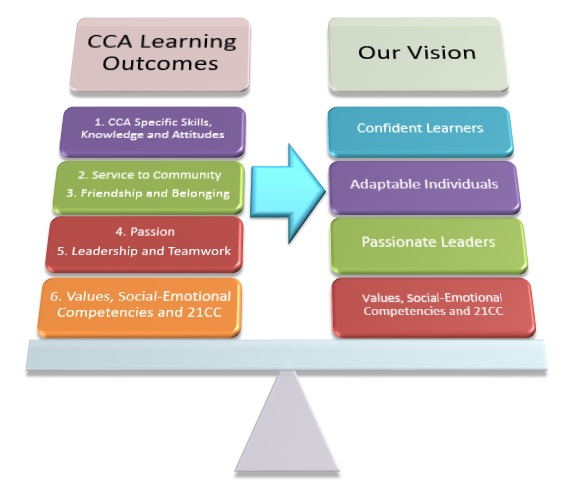 CCA Learning
Outcomes
1. CCA Specific Skills,
Knowledge and Attitudes
2. Service to Community
3. Friendship and Belonging
4. Passion
5. Leadership and Teamwork
6. Values, Social-Emotional
Competencies and 21CC
Our Vision
Confident Learners
Adaptable Individuals
Passionate Leaders
Values, Social-Emotional
Competencies and 21CC